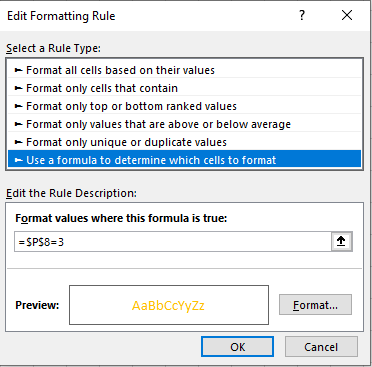 Edit Formatting Rule ? ×
Select a Rule Type:
► Format all cells based on their values
► Format only cells that contain
► Format only top or bottom ranked values
► Format only values that are above or below average
► Format only unique or duplicate values
► Use a formula to determine which cells to format
Edit the Rule Description:
Format values where this formula is true:
=$P$8=3
Preview: AaBbCcYyZz Format...
OK Cancel